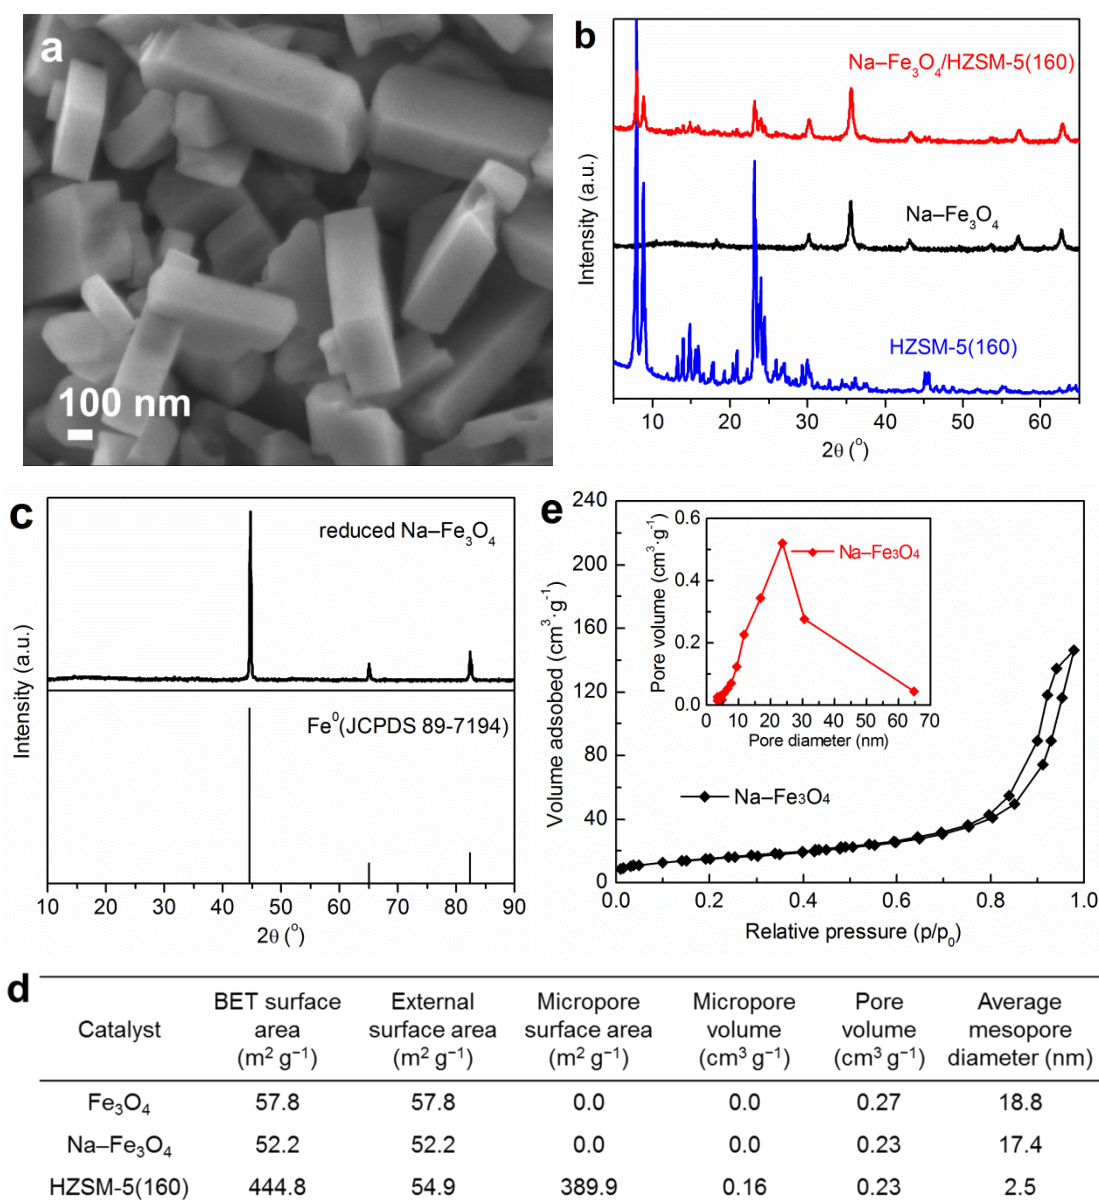 a
100 nm
b
Na–Fe₃O₄/HZSM-5(160)
Na–Fe₃O₄
HZSM-5(160)
Intensity (a.u.)
10 20 30 40 50 60
2θ (°)
c
reduced Na–Fe₃O₄
Fe⁰(JCPDS 89-7194)
Intensity (a.u.)
10 20 30 40 50 60 70 80 90
2θ (°)
e
240
200
160
120
80
40
0
Volume adsobed (cm³·g⁻¹)
0.6
0.4
0.2
0.0
Pore volume (cm³·g⁻¹)
Na–Fe₃O₄
0 10 20 30 40 50 60 70
Pore diameter (nm)
Na–Fe₃O₄
0.0 0.2 0.4 0.6 0.8 1.0
Relative pressure (p/p₀)
d
Catalyst
BET surface
area
(m² g⁻¹)
External
surface area
(m² g⁻¹)
Micropore
surface area
(m² g⁻¹)
Micropore
volume
(cm³ g⁻¹)
Pore
volume
(cm³ g⁻¹)
Average
mesopore
diameter (nm)
Fe₃O₄ 57.8 57.8 0.0 0.0 0.27 18.8
Na–Fe₃O₄ 52.2 52.2 0.0 0.0 0.23 17.4
HZSM-5(160) 444.8 54.9 389.9 0.16 0.23 2.5